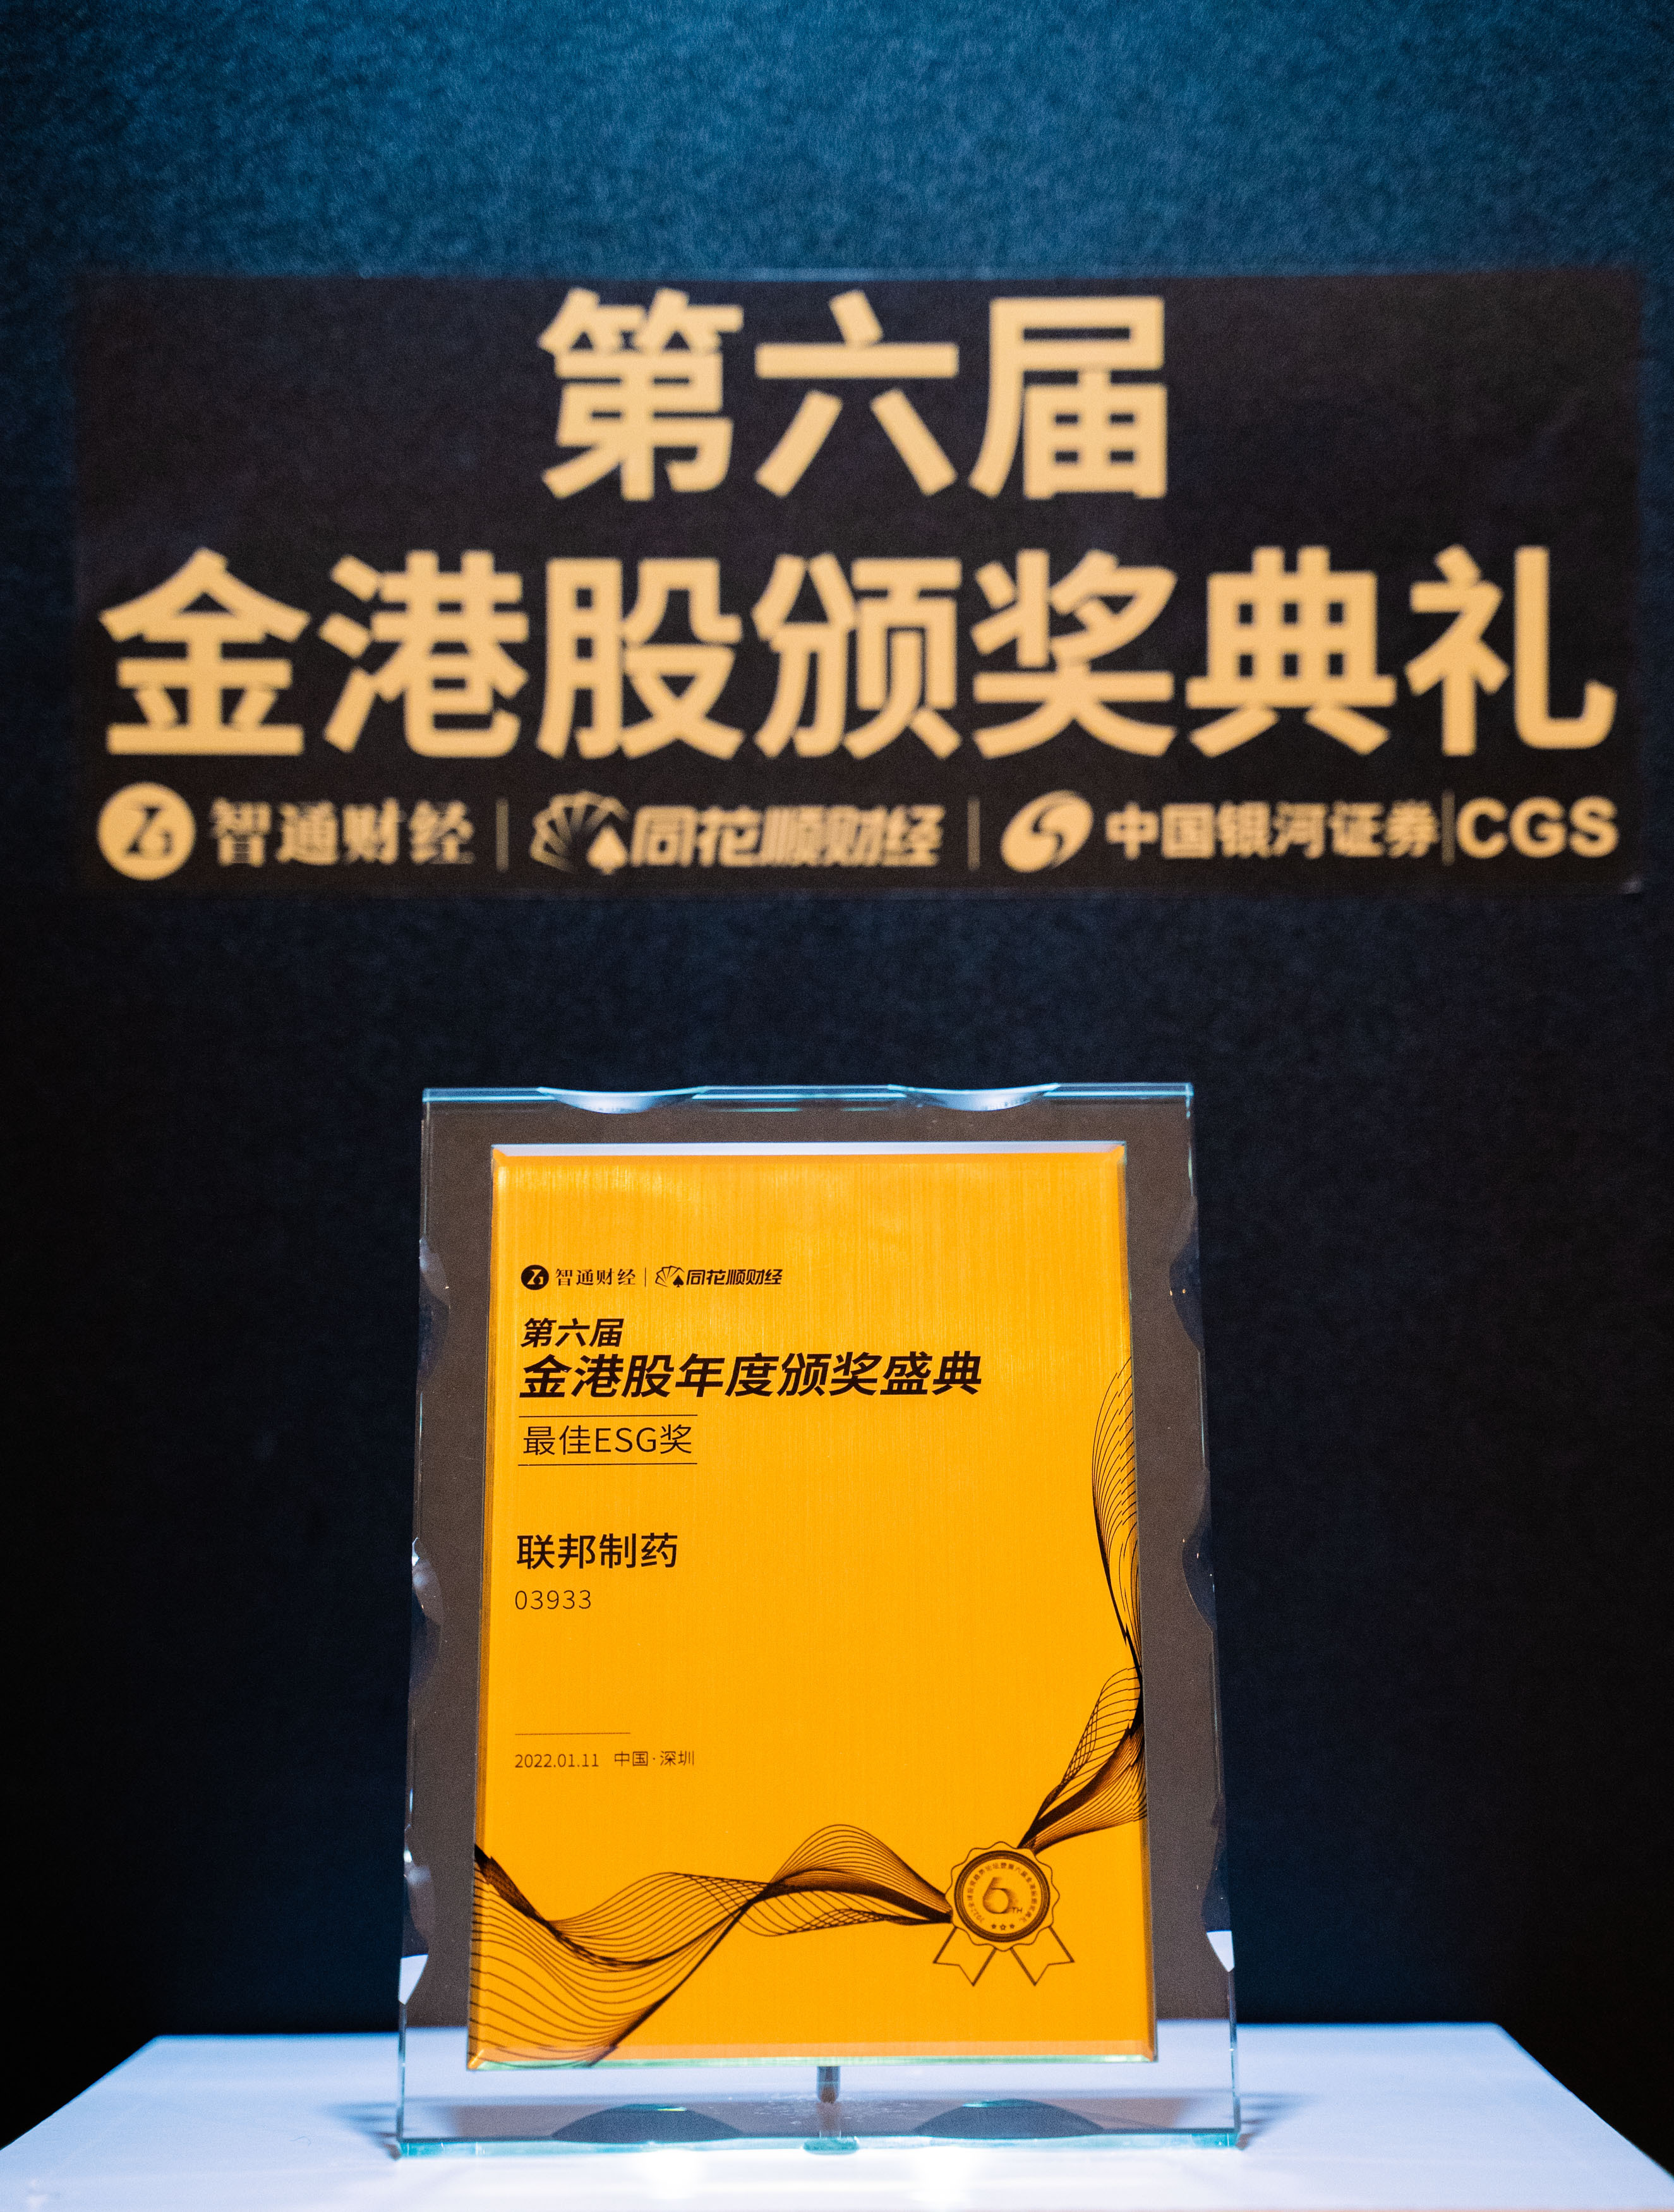 第六届
金港股颁奖典礼
智通财经 | 同花顺财经 | 中国银河证券|CGS
智通财经 | 同花顺财经
第六届
金港股年度颁奖盛典
最佳ESG奖
联邦制药
03933
2022.01.11 中国·深圳
6TH